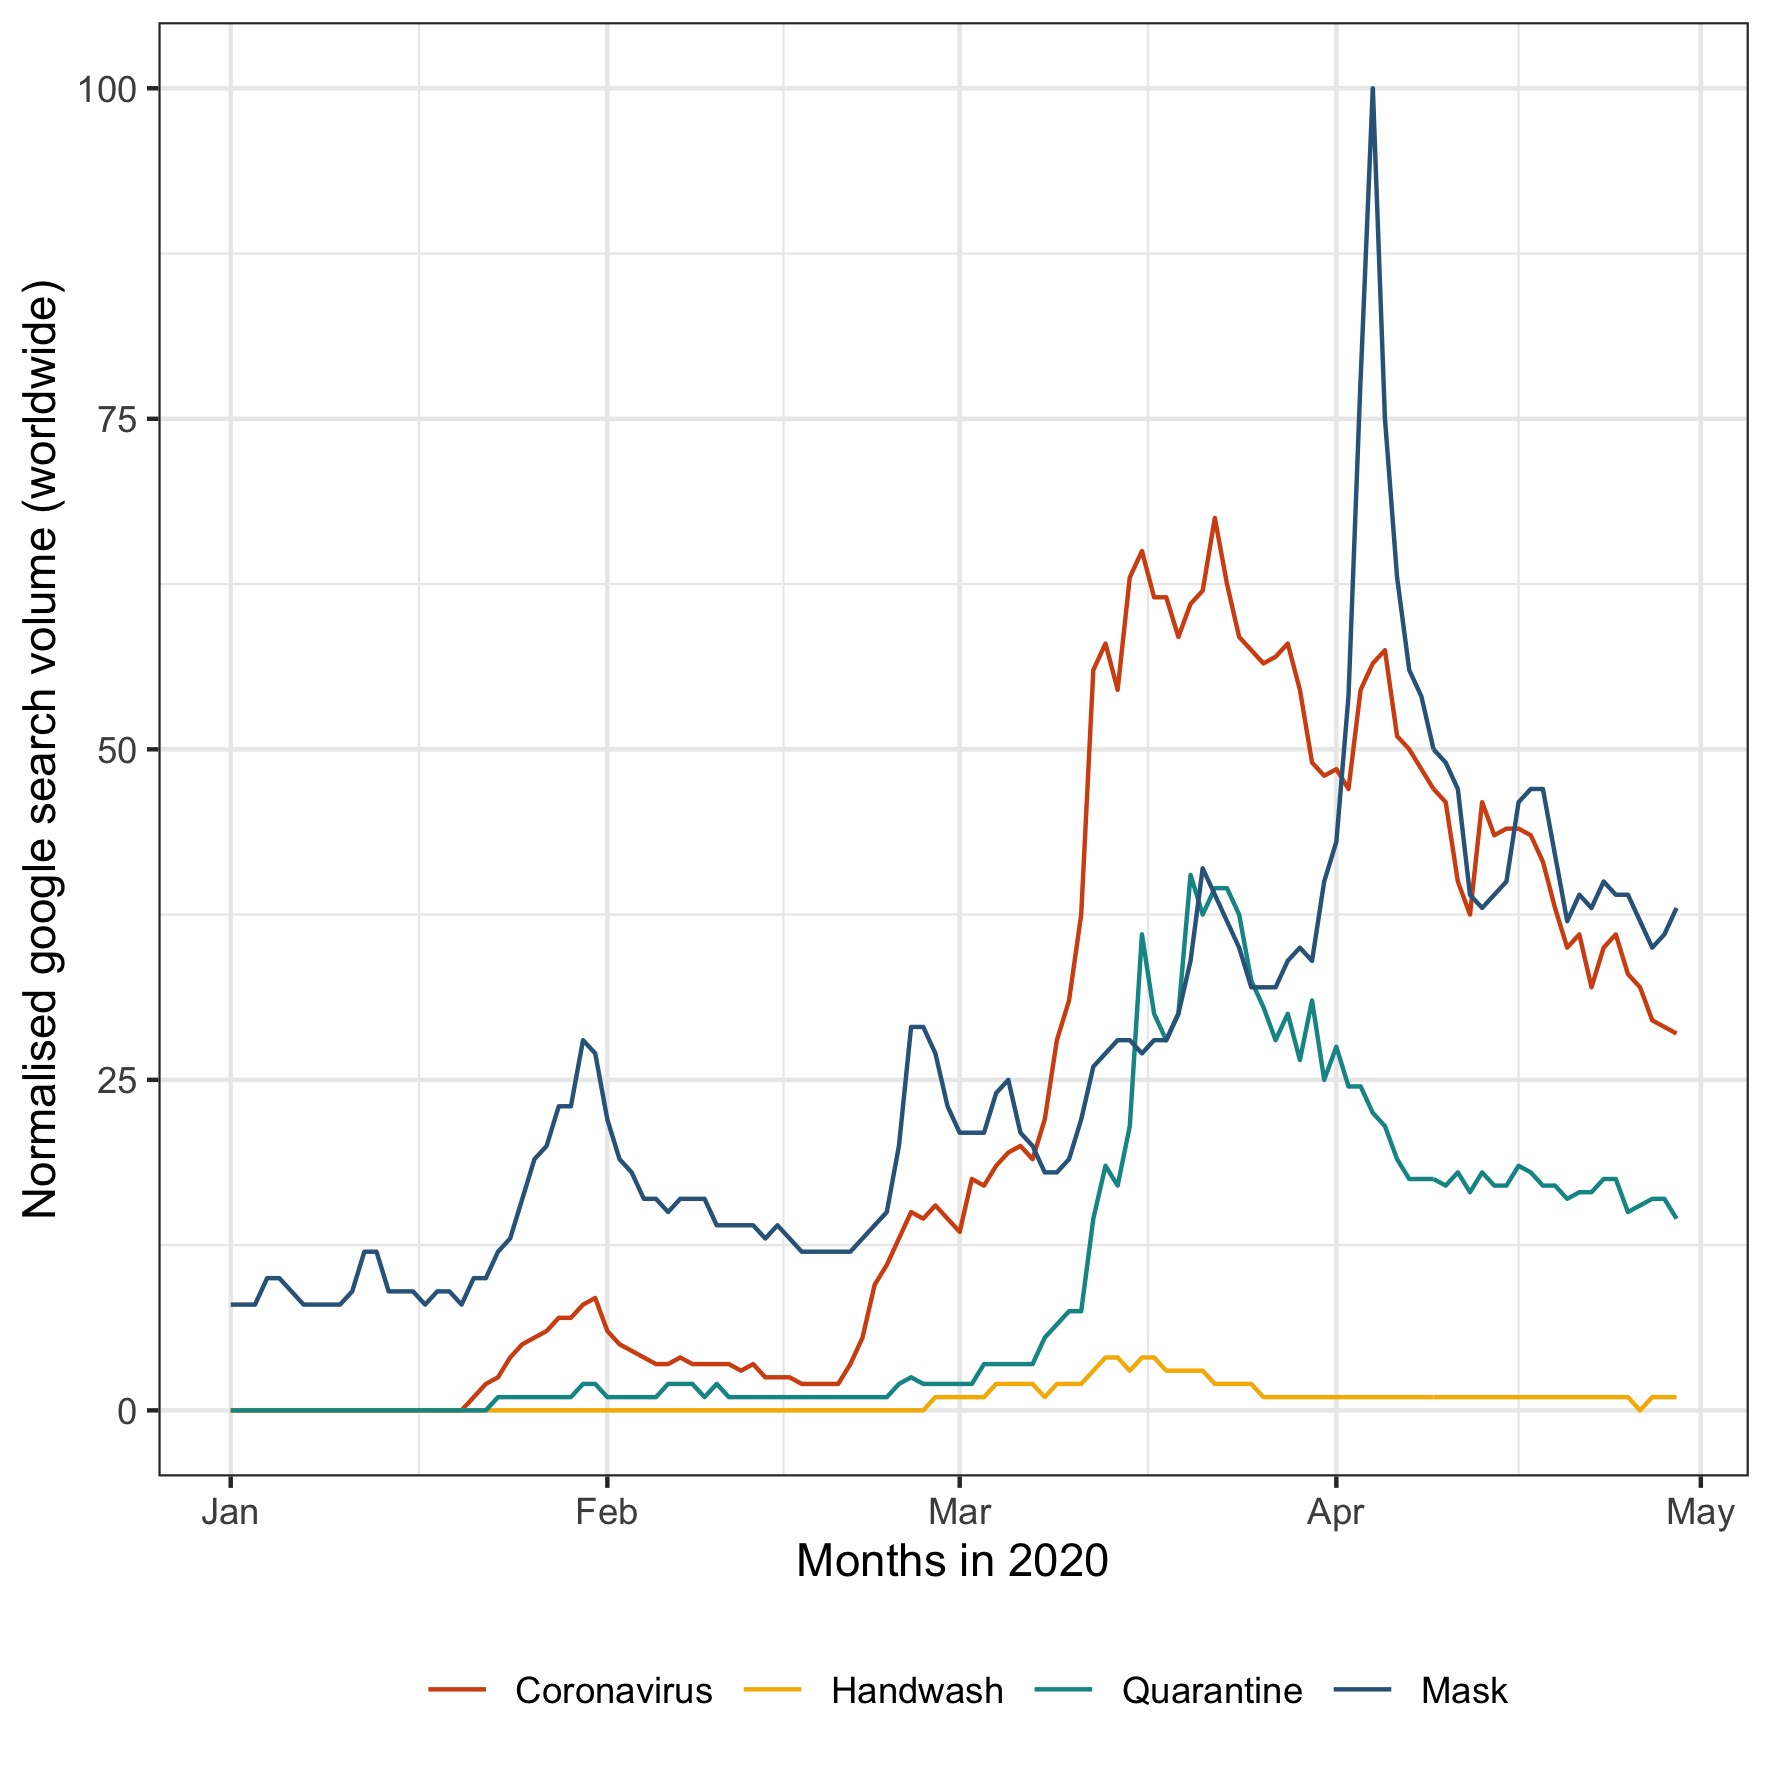 Normalised google search volume (worldwide)
100
75
50
25
0
Jan Feb Mar Apr May
Months in 2020
Coronavirus Handwash Quarantine Mask